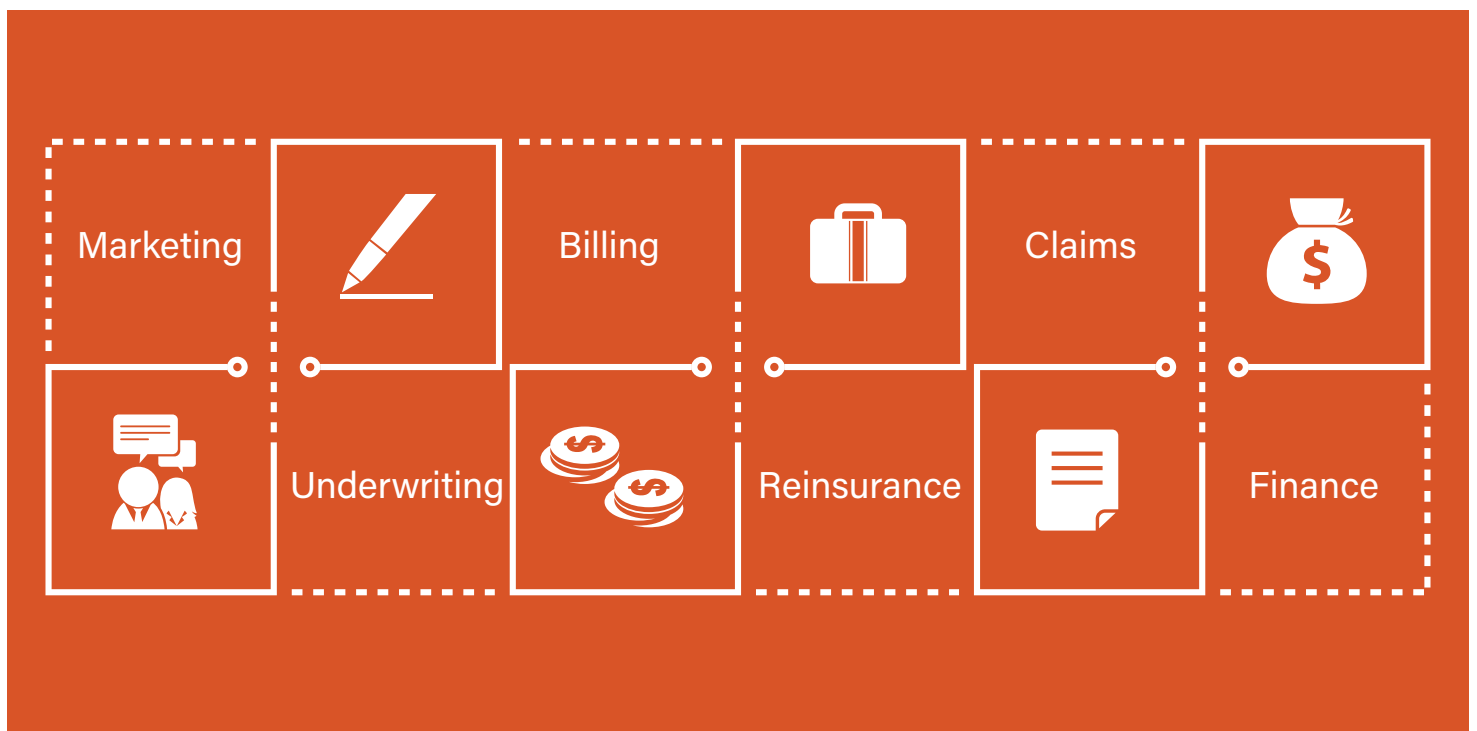 Marketing
Underwriting
Billing
Reinsurance
Claims
Finance
$
$
$